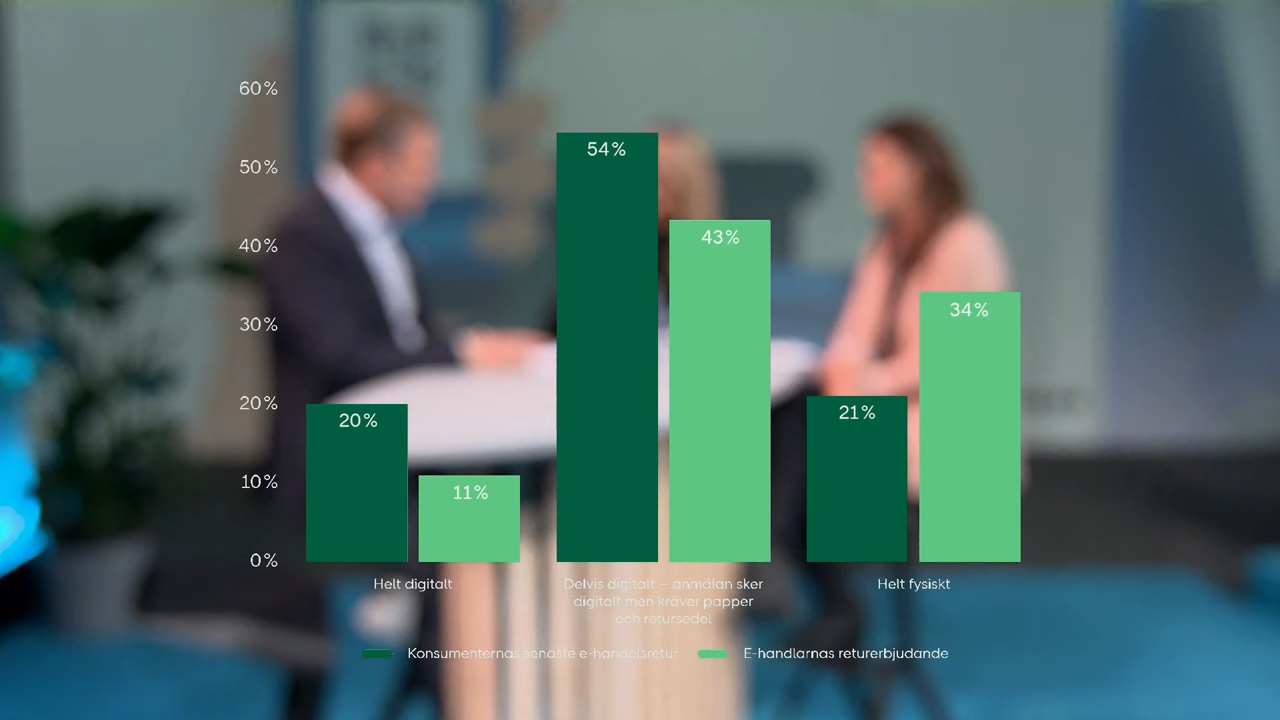 60%
50%
40%
30%
20%
10%
0%
20%
11%
54%
43%
21%
34%
Helt digitalt
Delvis digitalt – anmälan sker
digitalt men kräver papper
och retursedel
Helt fysiskt
Konsumenternas senaste e-handelsretur
E-handlarnas returerbjudande